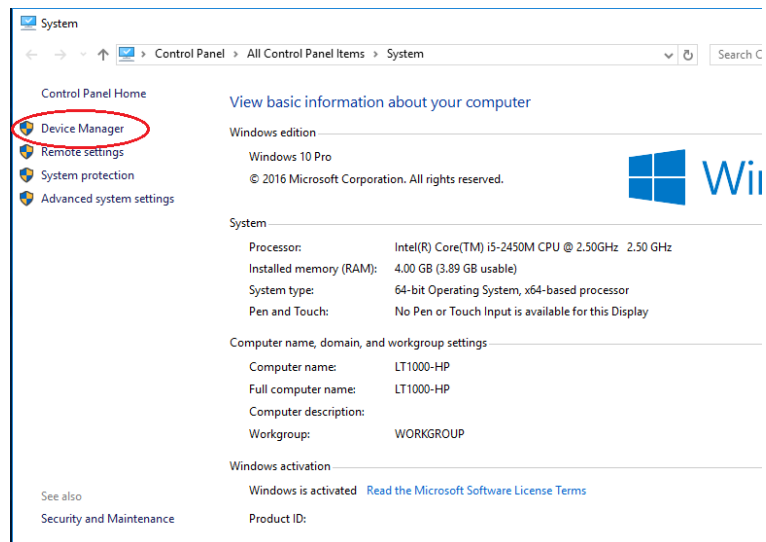 System
Control Panel > All Control Panel Items > System
Search C
Control Panel Home
Device Manager
Remote settings
System protection
Advanced system settings
View basic information about your computer
Windows edition
Windows 10 Pro
© 2016 Microsoft Corporation. All rights reserved.
System
Processor: Intel(R) Core(TM) i5-2450M CPU @ 2.50GHz 2.50 GHz
Installed memory (RAM): 4.00 GB (3.89 GB usable)
System type: 64-bit Operating System, x64-based processor
Pen and Touch: No Pen or Touch Input is available for this Display
Computer name, domain, and workgroup settings
Computer name: LT1000-HP
Full computer name: LT1000-HP
Computer description:
Workgroup: WORKGROUP
Windows activation
Windows is activated Read the Microsoft Software License Terms
Product ID:
See also
Security and Maintenance